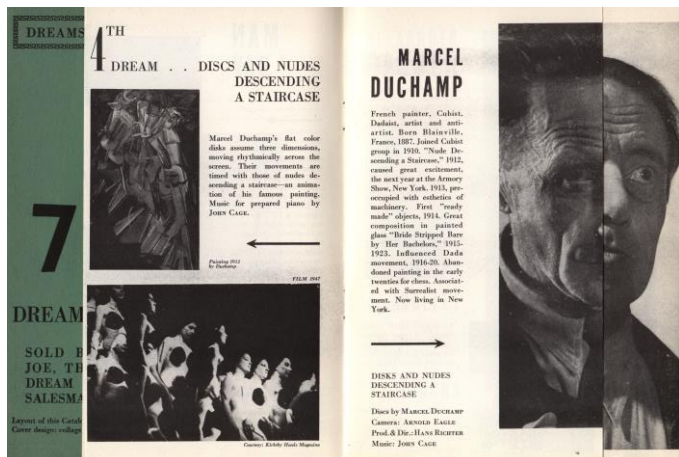 DREAMS
7
DREAM
SOLD B
JOE, TH
DREAM
SALESMA
Layout of this Catalo
Cover design: collage
4TH
DREAM . . DISCS AND NUDES
DESCENDING
A STAIRCASE
Marcel Duchamp's flat color
disks assume three dimensions,
moving rhythmically across the
screen. Their movements are
timed with those of nudes de-
scending a staircase—an anima-
tion of his famous painting.
Music for prepared piano by
JOHN CAGE.
Painting 1912
by Duchamp
FILM 1947
Courtesy: Kirkeby Hotels Magazine
MARCEL
DUCHAMP
French painter, Cubist,
Dadaist, artist and anti-
artist. Born Blainville,
France, 1887. Joined Cubist
group in 1910. "Nude De-
scending a Staircase," 1912,
caused great excitement,
the next year at the Armory
Show, New York. 1913, pre-
occupied with esthetics of
machinery. First "ready
made" objects, 1914. Great
composition in painted
glass "Bride Stripped Bare
by Her Bachelors," 1915-
1923. Influenced Dada
movement, 1916-20. Aban-
doned painting in the early
twenties for chess. Associat-
ed with Surrealist move-
ment. Now living in New
York.
DISKS AND NUDES
DESCENDING A
STAIRCASE
Discs by MARCEL DUCHAMP
Camera: ARNOLD EAGLE
Prod. & Dir.: HANS RICHTER
Music: JOHN CAGE